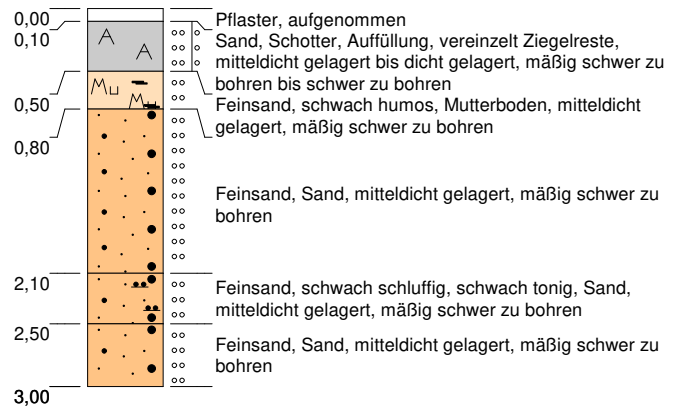 0,00
Pflaster, aufgenommen
0,10
Sand, Schotter, Auffüllung, vereinzelt Ziegelreste,
mitteldicht gelagert bis dicht gelagert, mäßig schwer zu
bohren bis schwer zu bohren
A
A
0,50
Feinsand, schwach humos, Mutterboden, mitteldicht
gelagert, mäßig schwer zu bohren
Mu
Mu
0,80
Feinsand, Sand, mitteldicht gelagert, mäßig schwer zu
bohren
2,10
Feinsand, schwach schluffig, schwach tonig, Sand,
mitteldicht gelagert, mäßig schwer zu bohren
2,50
Feinsand, Sand, mitteldicht gelagert, mäßig schwer zu
bohren
3,00